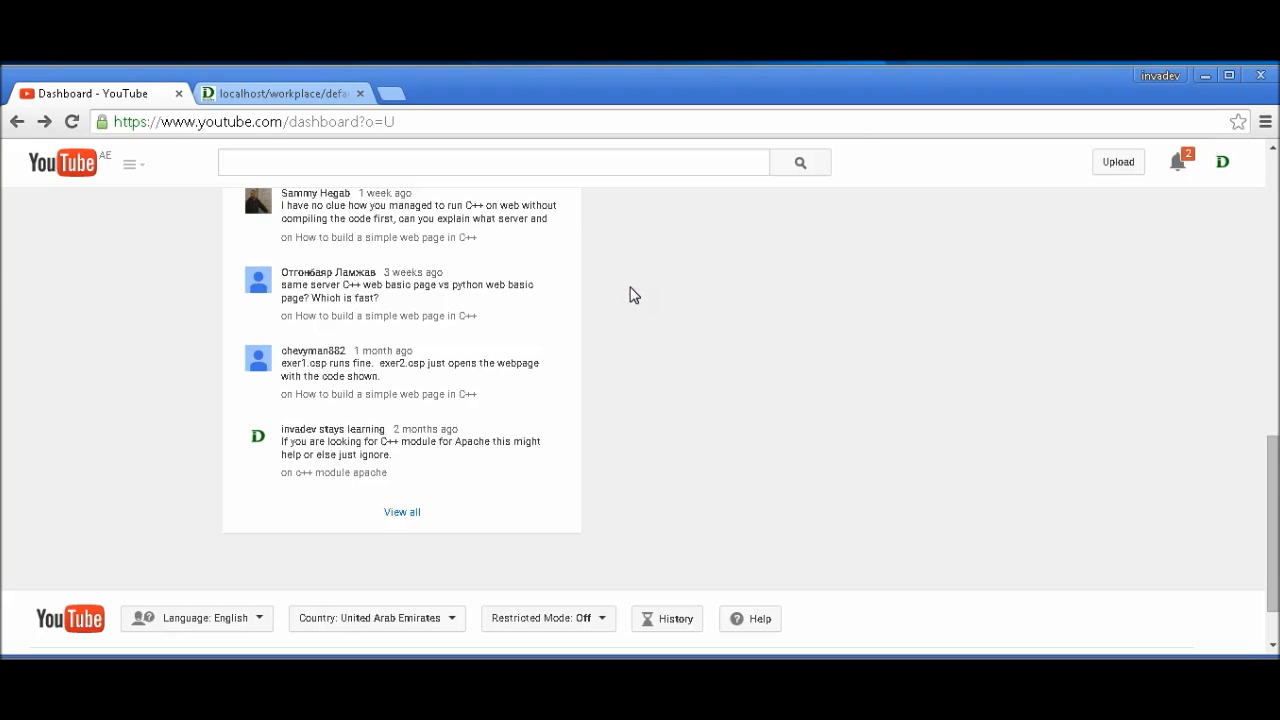 invadev
Dashboard - YouTube
localhost/workplace/defa
https://www.youtube.com/dashboard?o=U
YouTube AE
Upload
2
D
Sammy Hegab 1 week ago
I have no clue how you managed to run C++ on web without
compiling the code first, can you explain what server and
on How to build a simple web page in C++
Отгонбаяр Ламжав 3 weeks ago
same server C++ web basic page vs python web basic
page? Which is fast?
on How to build a simple web page in C++
chevyman882 1 month ago
exer1.csp runs fine. exer2.csp just opens the webpage
with the code shown.
on How to build a simple web page in C++
D
invadev stays learning 2 months ago
If you are looking for C++ module for Apache this might
help or else just ignore.
on c++ module apache
View all
YouTube
Language: English
Country: United Arab Emirates
Restricted Mode: Off
History
Help